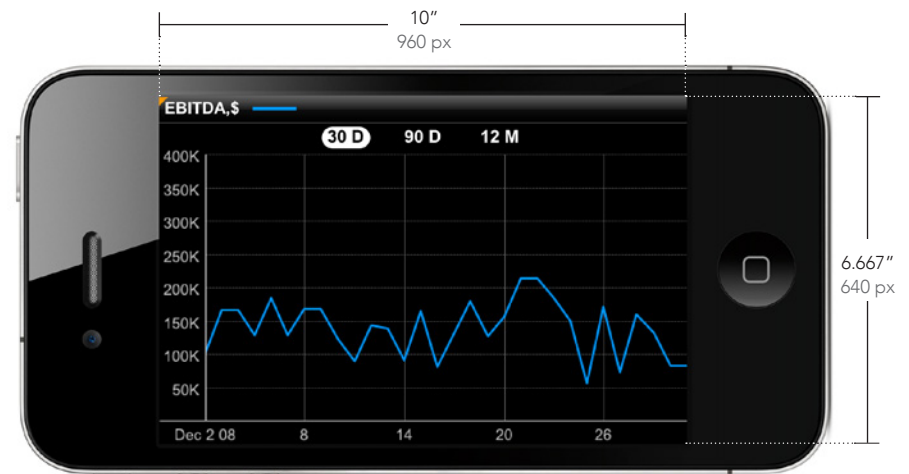 10″
960 px
EBITDA,$
30 D 90 D 12 M
400K
350K
300K
250K
200K
150K
100K
50K
Dec 2 08 8 14 20 26
6.667″
640 px